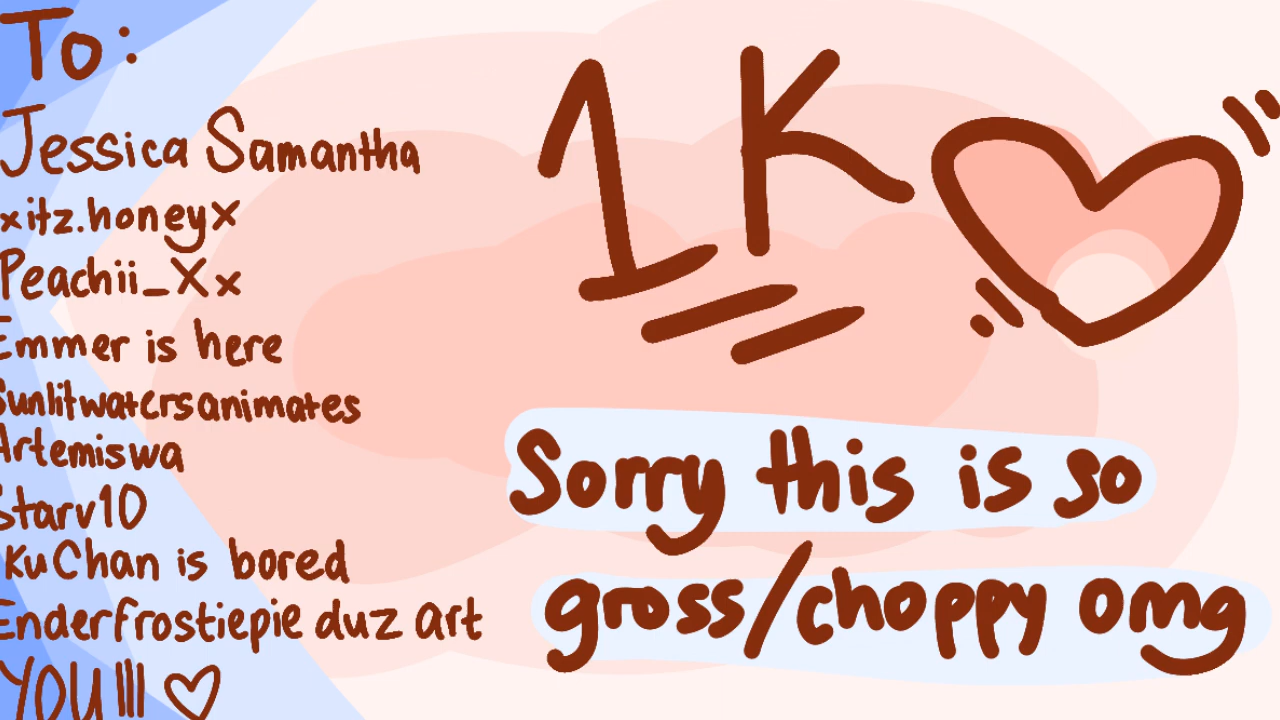 To:
Jessica Samantha
xitz.honeyx
Peachii_Xx
Emmer is here
Sunlitwatersanimates
Artemiswa
Starv10
KuChan is bored
Enderfrostiepie duz art
YOU!!! ♡
1K
Sorry this is so
gross/choppy omg